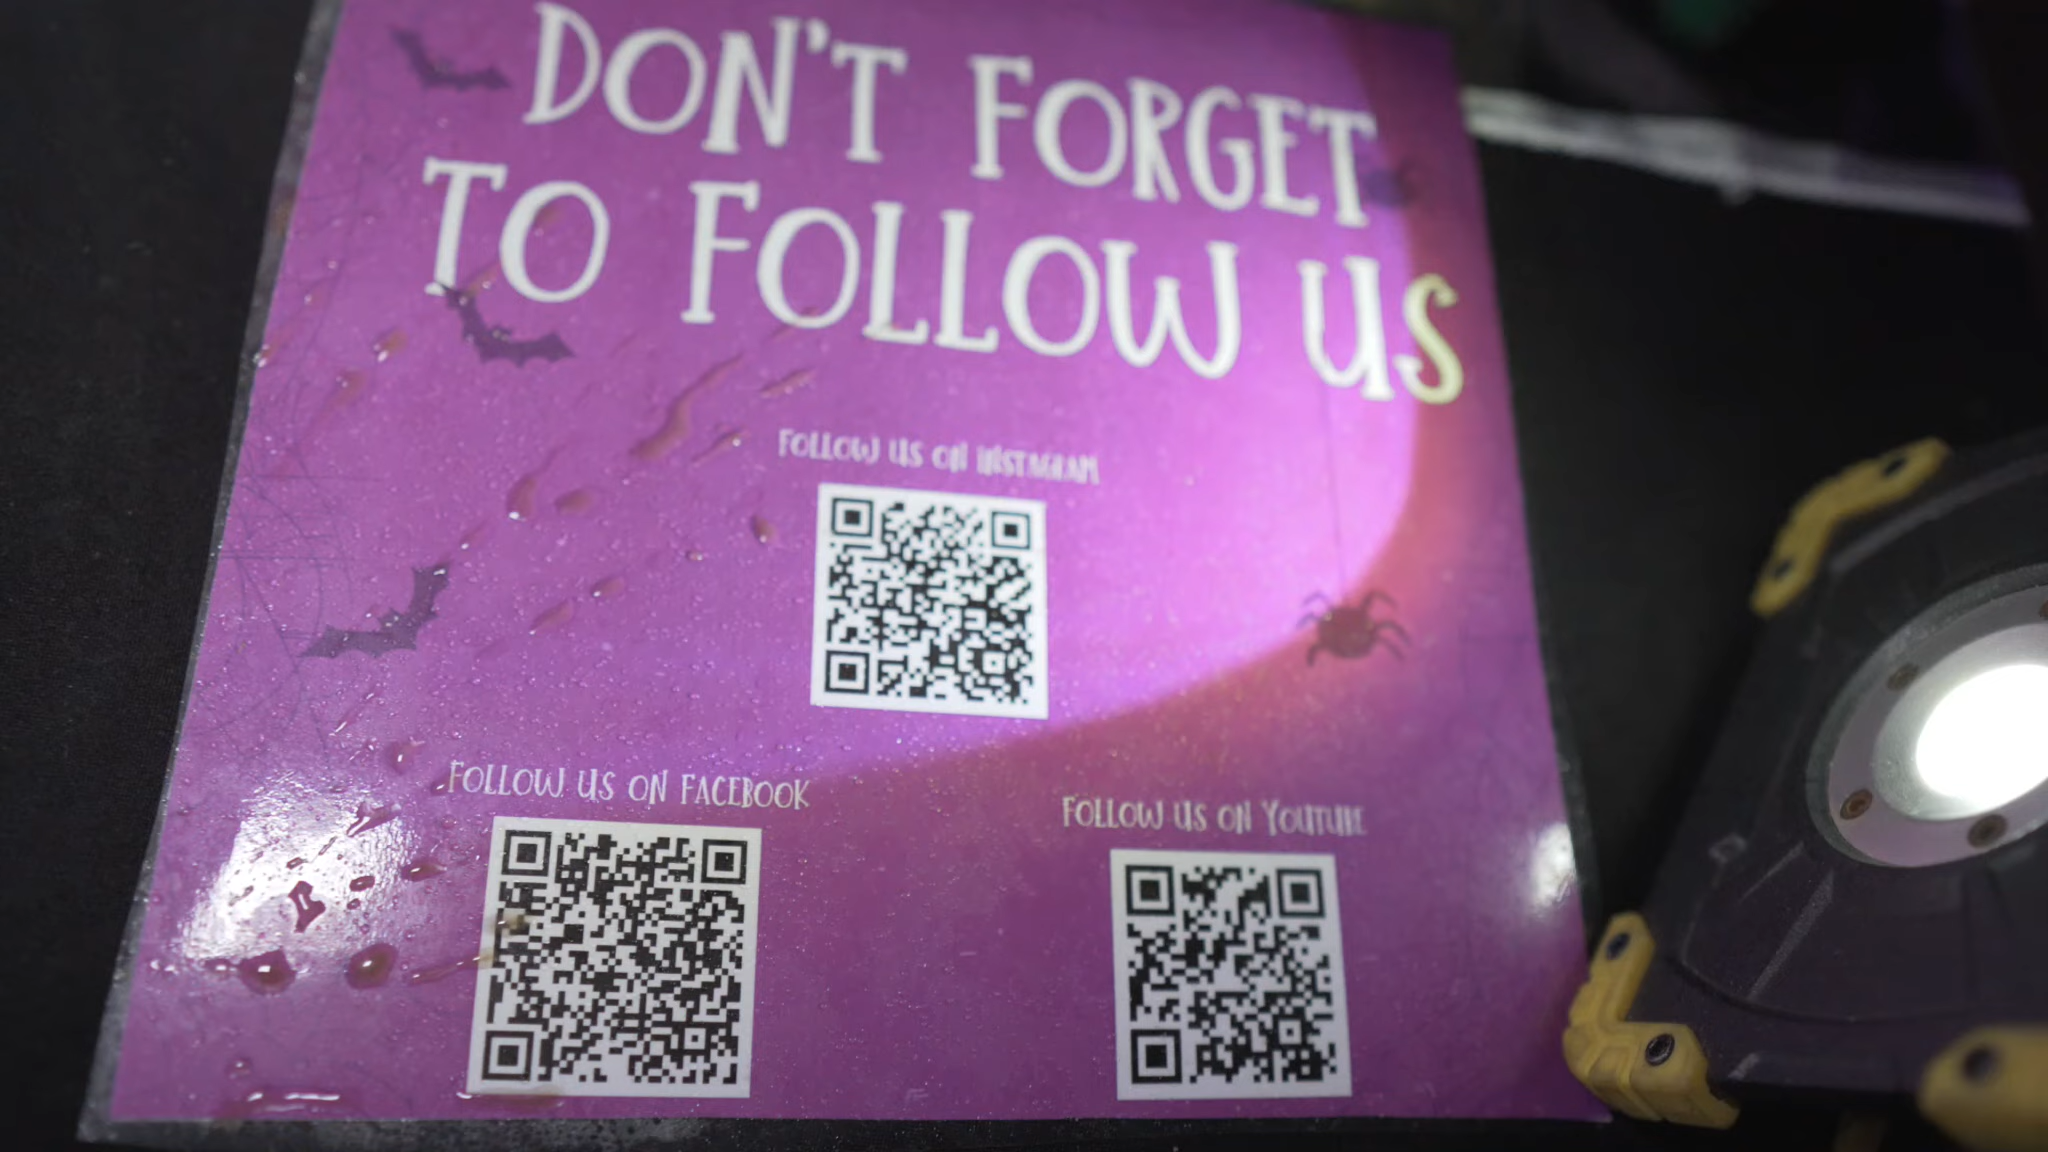 DON'T FORGET
TO FOLLOW US
FOLLOW US ON INSTAGRAM
FOLLOW US ON FACEBOOK
FOLLOW US ON YOUTUBE